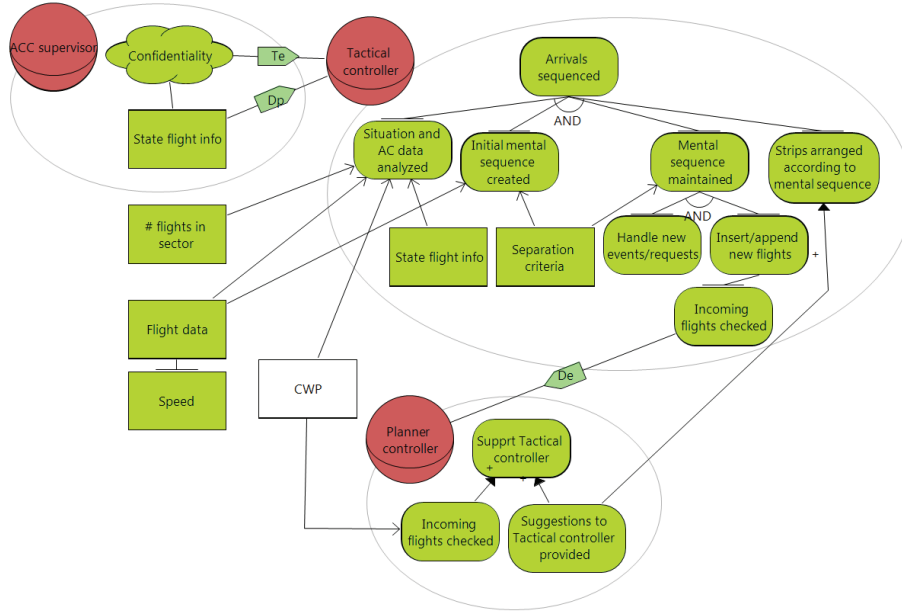 ACC supervisor
Confidentiality
Te
Tactical
controller
Dp
State flight info
Arrivals
sequenced
AND
Situation and
AC data
analyzed
Initial mental
sequence
created
Mental
sequence
maintained
Strips arranged
according to
mental sequence
# flights in
sector
State flight info
Separation
criteria
AND
Handle new
events/requests
Insert/append
new flights
+
Flight data
Incoming
flights checked
Speed
CWP
De
Planner
controller
Supprt Tactical
controller
+
+
Incoming
flights checked
Suggestions to
Tactical controller
provided